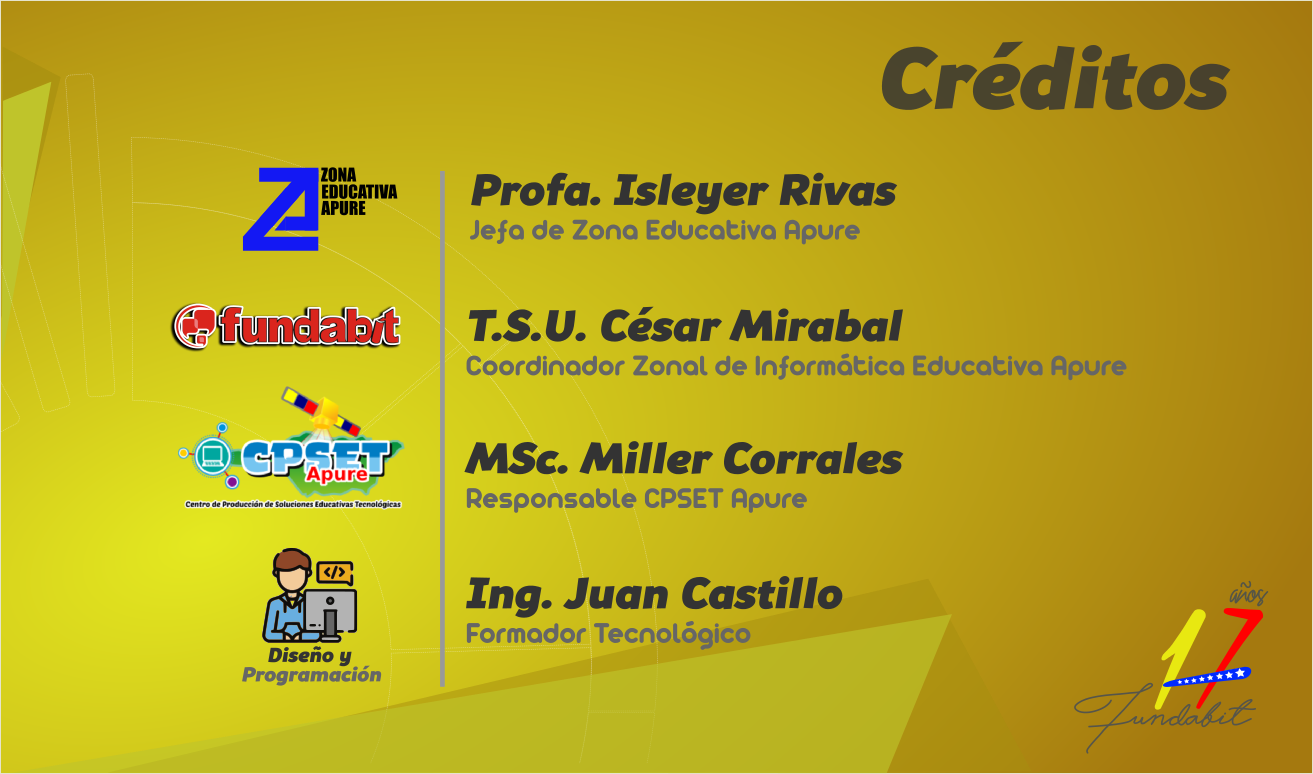 Créditos
ZONA
EDUCATIVA
APURE
Profa. Isleyer Rivas
Jefa de Zona Educativa Apure
fundabit
T.S.U. César Mirabal
Coordinador Zonal de Informática Educativa Apure
CPSET
Apure
Centro de Producción de Soluciones Educativas Tecnológicas
MSc. Miller Corrales
Responsable CPSET Apure
</>
Diseño y
Programación
Ing. Juan Castillo
Formador Tecnológico
años
17
Fundabit